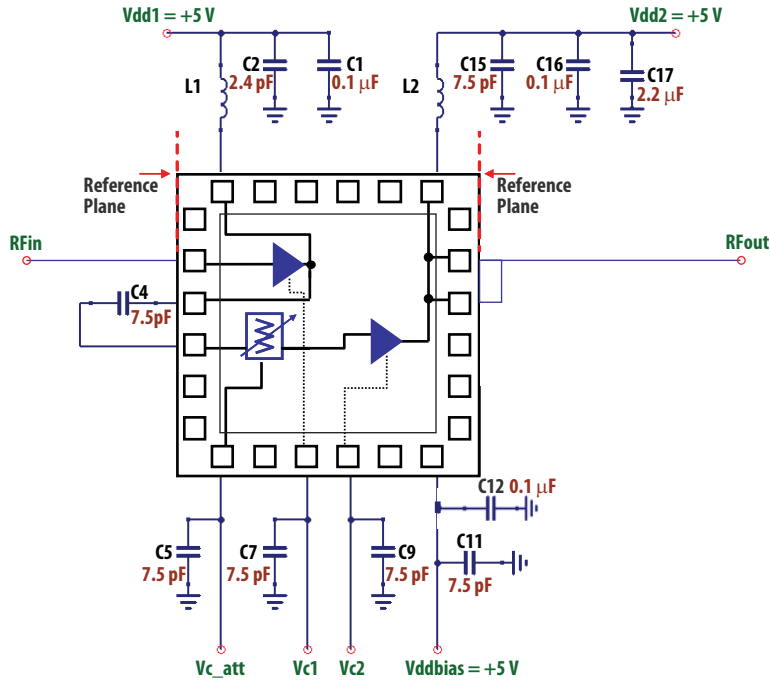 Vdd1 = +5 V
Vdd2 = +5 V
C2
2.4 pF
C1
0.1 μF
C15
7.5 pF
C16
0.1 μF
C17
2.2 μF
L1
L2
Reference
Plane
Reference
Plane
RFin
RFout
C4
7.5pF
C12 0.1 μF
C5
7.5 pF
C7
7.5 pF
C9
7.5 pF
C11
7.5 pF
Vc_att
Vc1
Vc2
Vddbias = +5 V